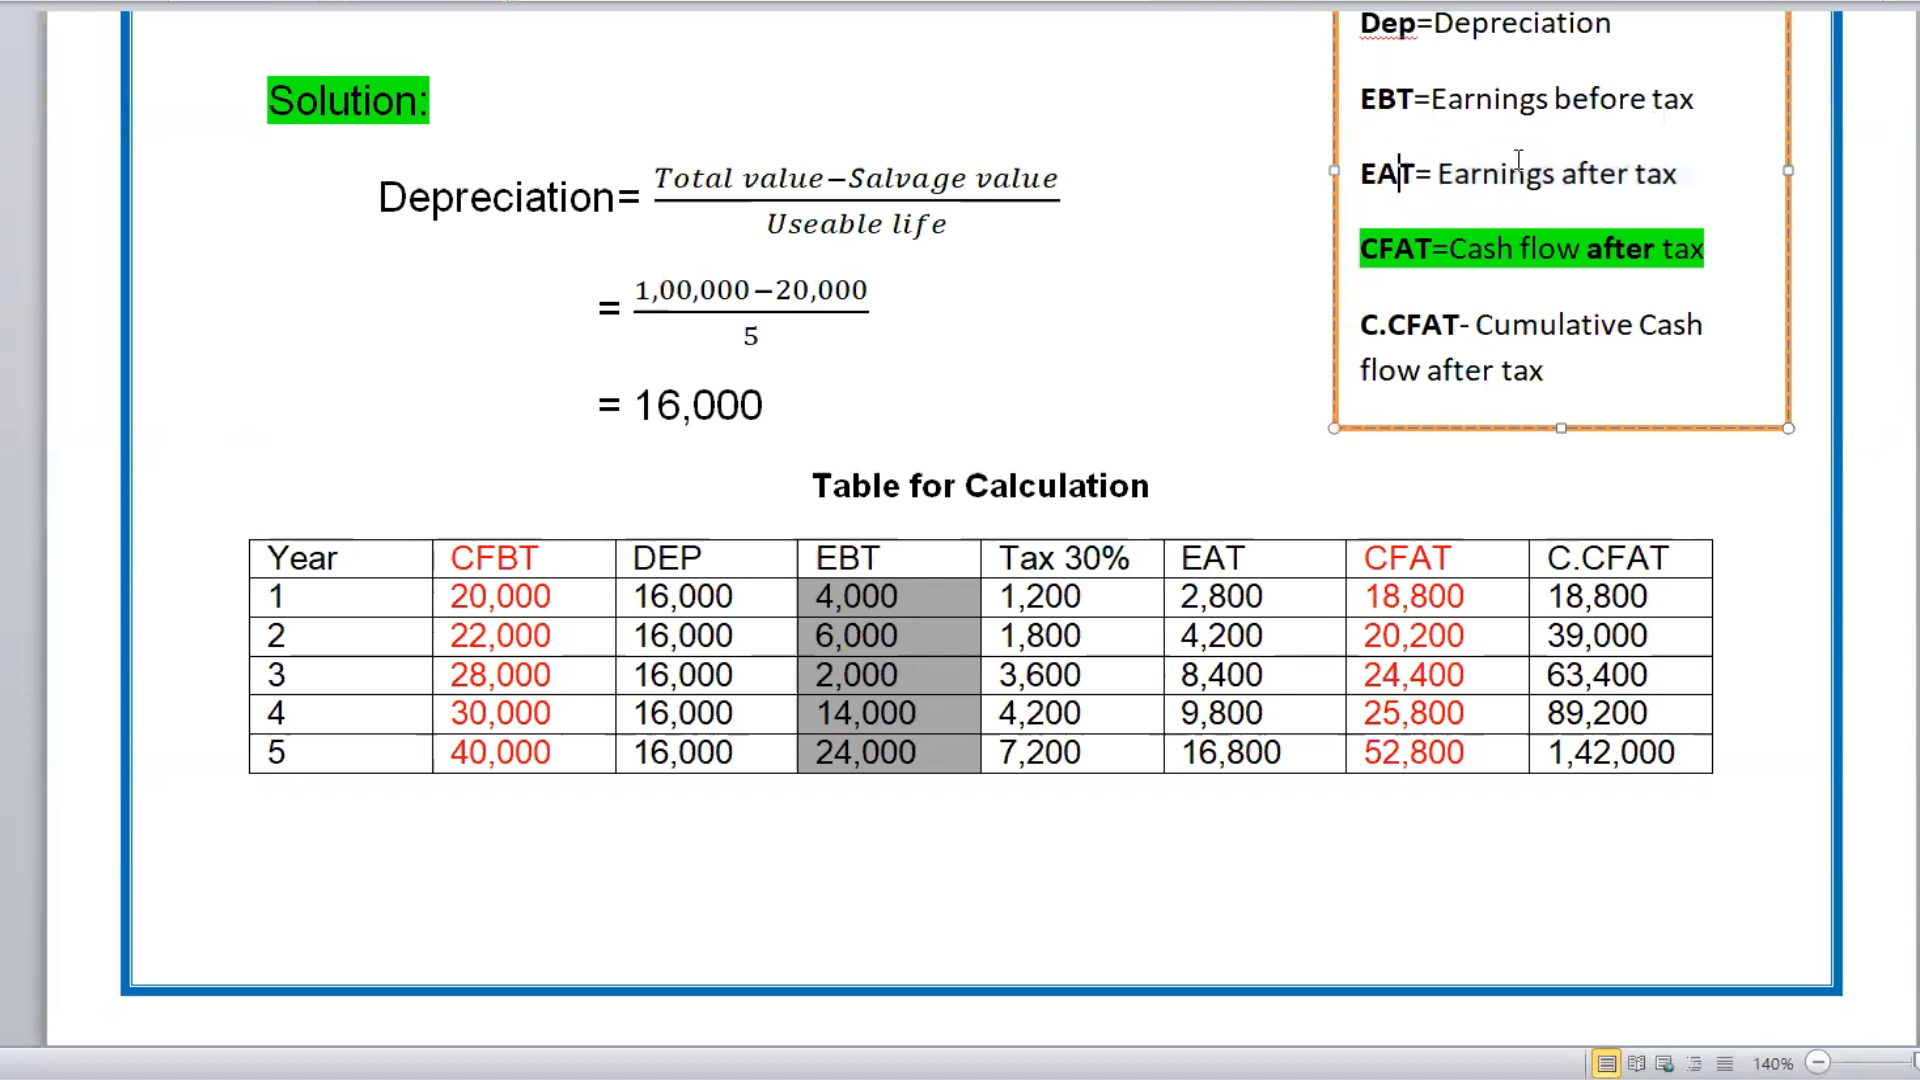 Dep=Depreciation
EBT=Earnings before tax
EAT= Earnings after tax
CFAT=Cash flow after tax
C.CFAT- Cumulative Cash
flow after tax
Solution:
Depreciation= Total value−Salvage value
Useable life
= 1,00,000−20,000
5
= 16,000
Table for Calculation
Year CFBT DEP EBT Tax 30% EAT CFAT C.CFAT
1 20,000 16,000 4,000 1,200 2,800 18,800 18,800
2 22,000 16,000 6,000 1,800 4,200 20,200 39,000
3 28,000 16,000 2,000 3,600 8,400 24,400 63,400
4 30,000 16,000 14,000 4,200 9,800 25,800 89,200
5 40,000 16,000 24,000 7,200 16,800 52,800 1,42,000
140%